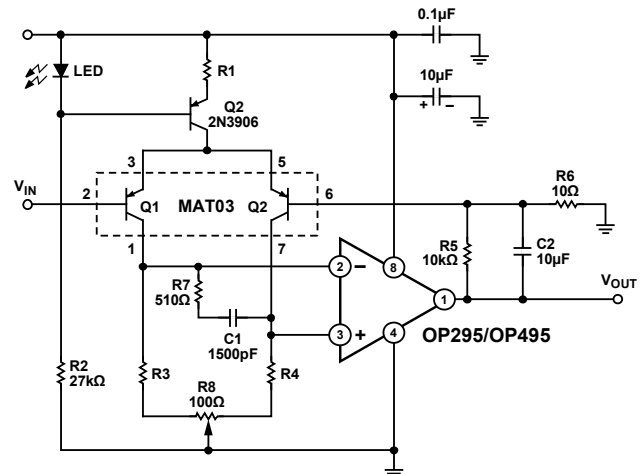 0.1µF
LED
R1
10µF
+ –
Q2
2N3906
3 5
R6
10Ω
VIN
2 Q1 MAT03 Q2 6
1 7
R5
10kΩ
C2
10µF
R7
510Ω
2 –
8
VOUT
1
C1
1500pF
3 +
4
OP295/OP495
R2
27kΩ
R3
R4
R8
100Ω